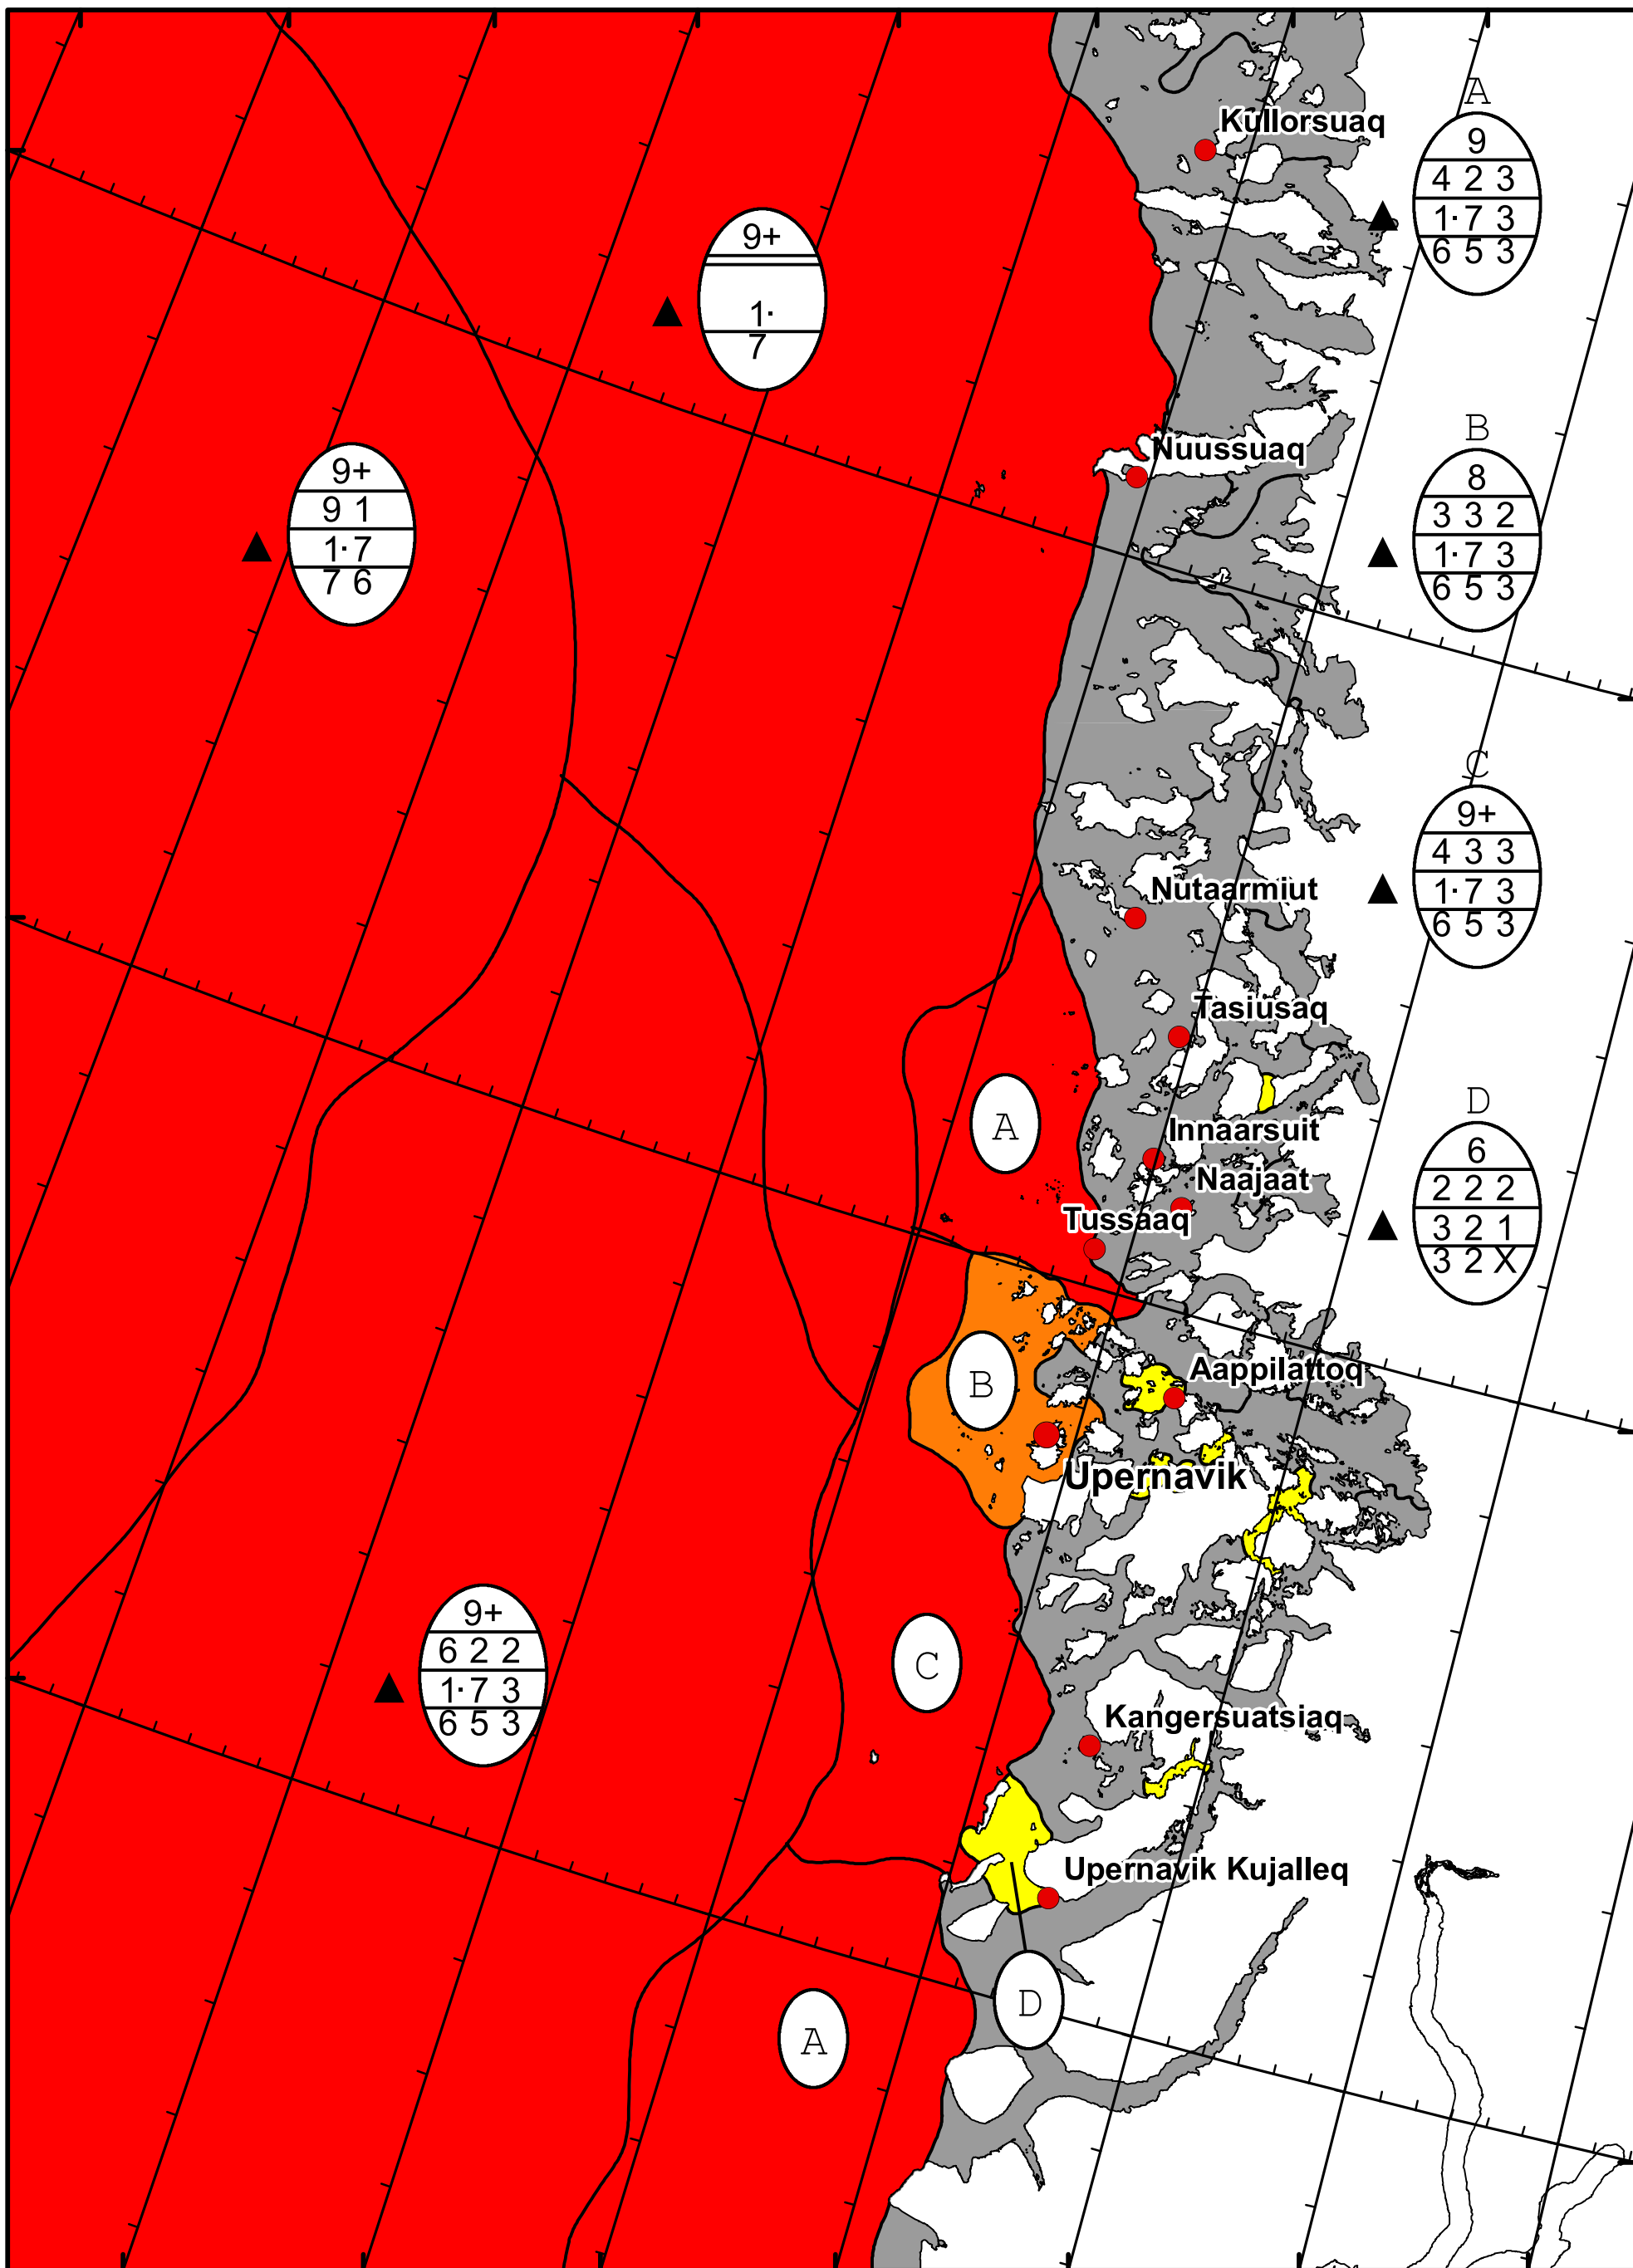 A
9
4 2 3
1· 7 3
6 5 3
Kullorsuaq
9+
1·
7
Nuussuaq
B
8
3 3 2
1· 7 3
6 5 3
9+
9 1
1· 7
7 6
C
9+
4 3 3
1· 7 3
6 5 3
Nutaarmiut
Tasiusaq
A
Innaarsuit
Naajaat
Tussaaq
D
6
2 2 2
3 2 1
3 2 X
B
Aappilattoq
Upernavik
9+
6 2 2
1· 7 3
6 5 3
C
Kangersuatsiaq
Upernavik Kujalleq
D
A